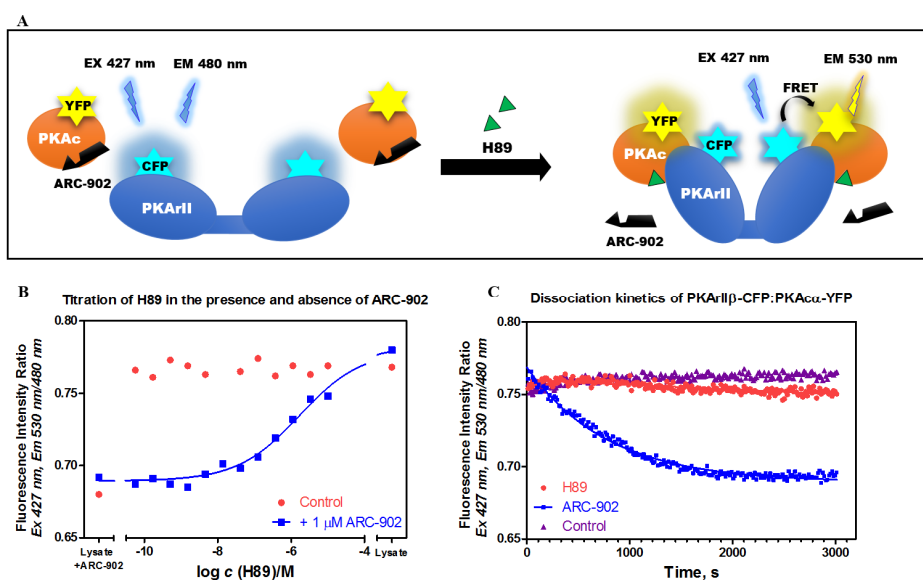 A
EX 427 nm
EM 480 nm
YFP
PKAc
ARC-902
CFP
PKArII
H89
EX 427 nm
EM 530 nm
FRET
YFP
PKAc
CFP
PKArII
ARC-902
B
Titration of H89 in the presence and absence of ARC-902
Fluorescence Intensity Ratio
Ex 427 nm, Em 530 nm/480 nm
0.80
0.75
0.70
0.65
Control
+ 1 µM ARC-902
Lysate
+ARC-902
-10
-8
-6
-4
Lysate
log c (H89)/M
C
Dissociation kinetics of PKArIIβ-CFP:PKAcα-YFP
Fluorescence Intensity Ratio
Ex 427 nm, Em 530 nm/480 nm
0.80
0.75
0.70
0.65
H89
ARC-902
Control
0
1000
2000
3000
Time, s